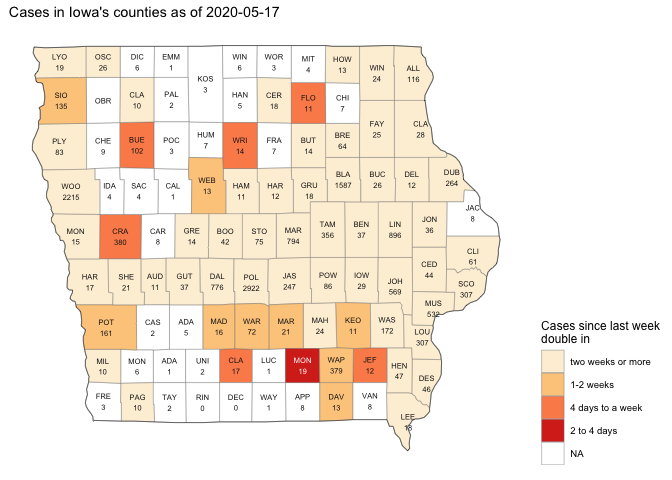 Cases in Iowa's counties as of 2020-05-17
LYO OSC DIC EMM WIN WOR MIT HOW
19 26 6 1 6 3 4 13
WIN ALL
24 116
KOS
3
SIO OBR CLA PAL HAN CER FLO CHI
135 10 2 5 18 11 7
FAY CLA
25 28
PLY CHE BUE POC HUM WRI FRA BUT BRE
83 9 102 3 7 14 7 14 64
BLA BUC DEL DUB
1587 26 12 264
WOO IDA SAC CAL WEB HAM HAR GRU
2215 4 4 1 13 11 12 18
JAC
8
MON CRA CAR GRE BOO STO MAR TAM BEN LIN JON
15 380 8 14 42 75 794 356 37 896 36
CLI
61
CED
44
HAR SHE AUD GUT DAL POL JAS POW IOW JOH SCO
17 21 11 37 776 2922 247 86 29 569 307
MUS
532
POT CAS ADA MAD WAR MAR MAH KEO WAS
161 2 5 16 72 21 24 11 172
LOU
307
MIL MON ADA UNI CLA LUC MON WAP JEF HEN
10 6 1 2 17 1 19 379 12 47
DES
46
FRE PAG TAY RIN DEC WAY APP DAV VAN
3 10 2 0 0 1 8 13 8
LEE
18
Cases since last week
double in
two weeks or more
1-2 weeks
4 days to a week
2 to 4 days
NA